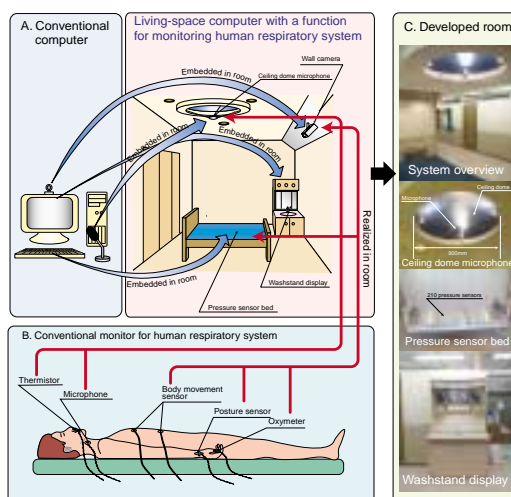 A. Conventional
computer
Living-space computer with a function
for monitoring human respiratory system
Wall camera
Ceiling dome microphone
Embedded in room
Embedded in room
Embedded in room
Embedded in room
Washstand display
Pressure sensor bed
Realized in room
B. Conventional monitor for human respiratory system
Thermistor
Microphone
Body movement
sensor
Posture sensor
Oxymeter
C. Developed room
System overview
Ceiling dome
Microphone
900mm
Ceiling dome microphone
210 pressure sensors
Pressure sensor bed
Washstand display